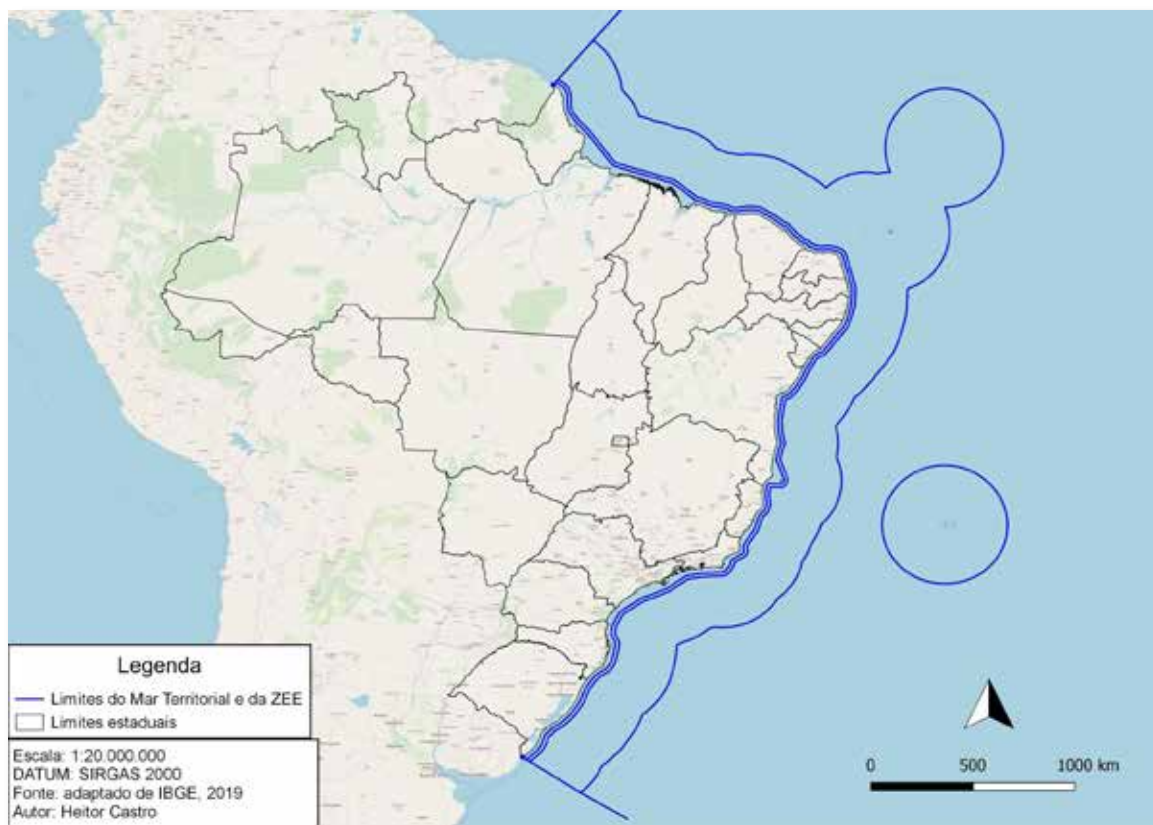 Legenda
Limites do Mar Territorial e da ZEE
Limites estaduais
Escala: 1:20.000.000
DATUM: SIRGAS 2000
Fonte: adaptado de IBGE, 2019
Autor: Heitor Castro
0 500 1000 km